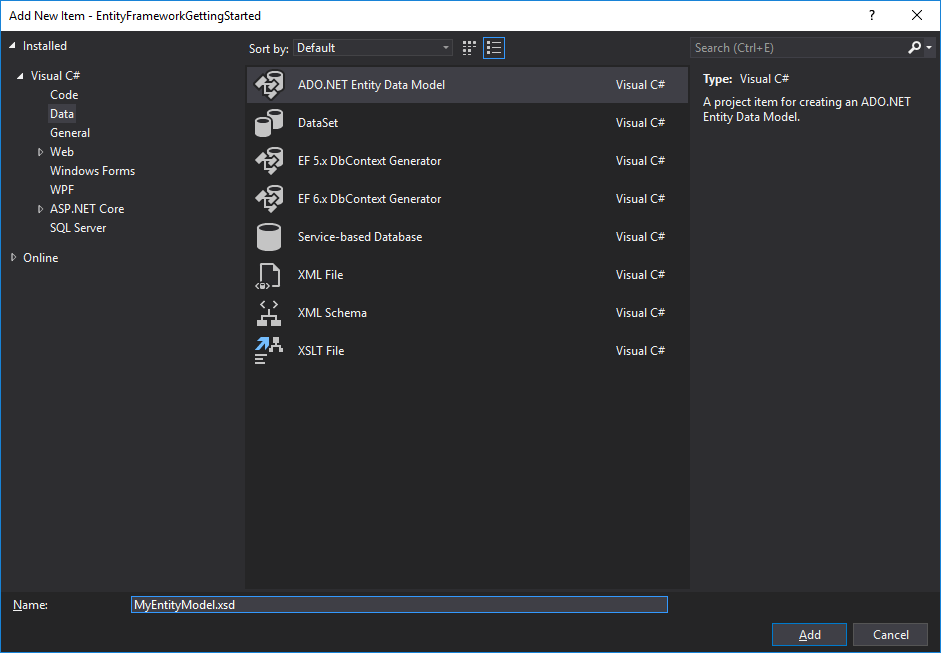 Add New Item - EntityFrameworkGettingStarted
?
Installed
Visual C#
Code
Data
General
Web
Windows Forms
WPF
ASP.NET Core
SQL Server
Online
Sort by: Default
ADO.NET Entity Data Model Visual C#
DataSet Visual C#
EF 5.x DbContext Generator Visual C#
EF 6.x DbContext Generator Visual C#
Service-based Database Visual C#
XML File Visual C#
XML Schema Visual C#
XSLT File Visual C#
Search (Ctrl+E)
Type: Visual C#
A project item for creating an ADO.NET
Entity Data Model.
Name: MyEntityModel.xsd
Add Cancel